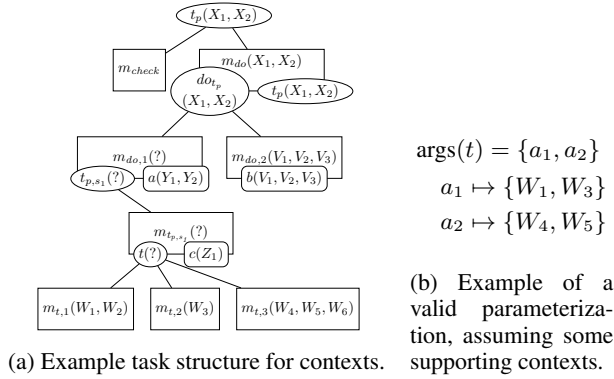 t_p(X_1, X_2)
m_check
m_do(X_1, X_2)
do_{t_p}
(X_1, X_2)
t_p(X_1, X_2)
m_{do,1}(?)
m_{do,2}(V_1, V_2, V_3)
t_{p,s_1}(?)
a(Y_1, Y_2)
b(V_1, V_2, V_3)
m_{t_{p,s_1}}(?)
t(?)
c(Z_1)
m_{t,1}(W_1, W_2)
m_{t,2}(W_3)
m_{t,3}(W_4, W_5, W_6)
(a) Example task structure for contexts.
args(t) = {a_1, a_2}
a_1 ↦ {W_1, W_3}
a_2 ↦ {W_4, W_5}
(b) Example of a
valid parameteriza-
tion, assuming some
supporting contexts.